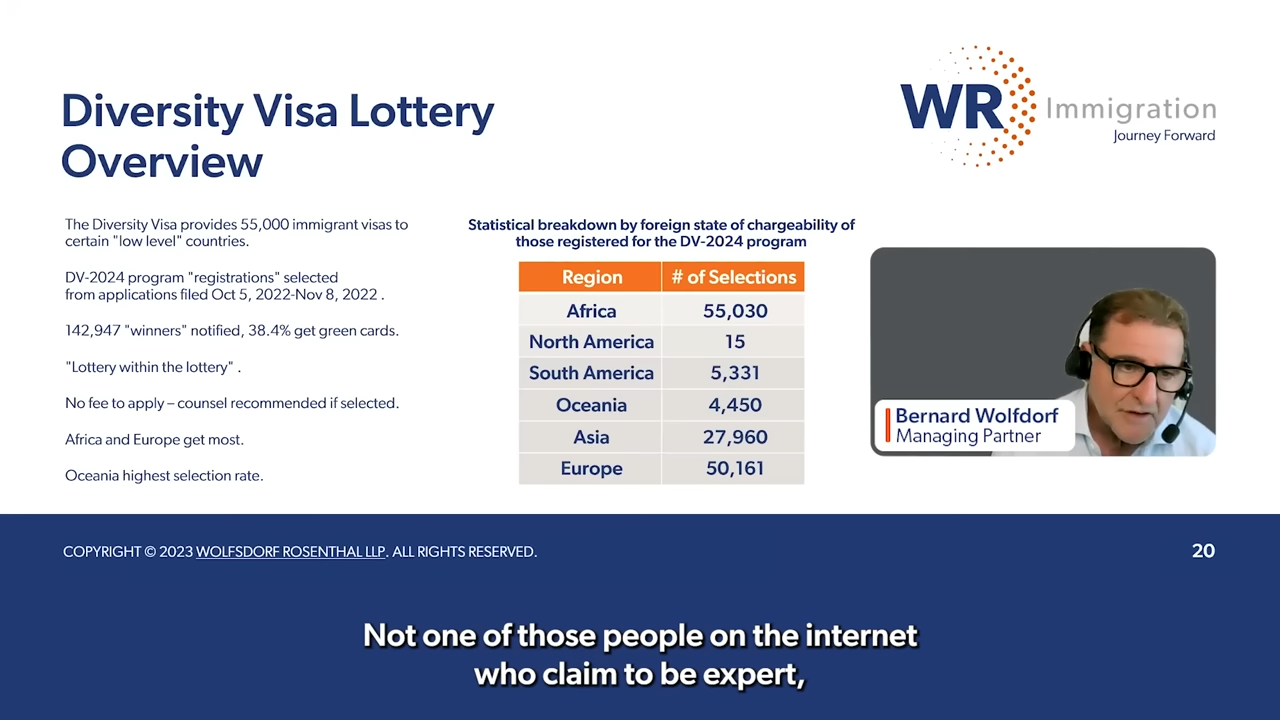 Diversity Visa Lottery
Overview
WR Immigration
Journey Forward
The Diversity Visa provides 55,000 immigrant visas to
certain "low level" countries.
DV-2024 program "registrations" selected
from applications filed Oct 5, 2022-Nov 8, 2022 .
142,947 "winners" notified, 38.4% get green cards.
"Lottery within the lottery" .
No fee to apply – counsel recommended if selected.
Africa and Europe get most.
Oceania highest selection rate.
Statistical breakdown by foreign state of chargeability of
those registered for the DV-2024 program
Region # of Selections
Africa 55,030
North America 15
South America 5,331
Oceania 4,450
Asia 27,960
Europe 50,161
Bernard Wolfdorf
Managing Partner
COPYRIGHT © 2023 WOLFSDORF ROSENTHAL LLP. ALL RIGHTS RESERVED.
20
Not one of those people on the internet
who claim to be expert,